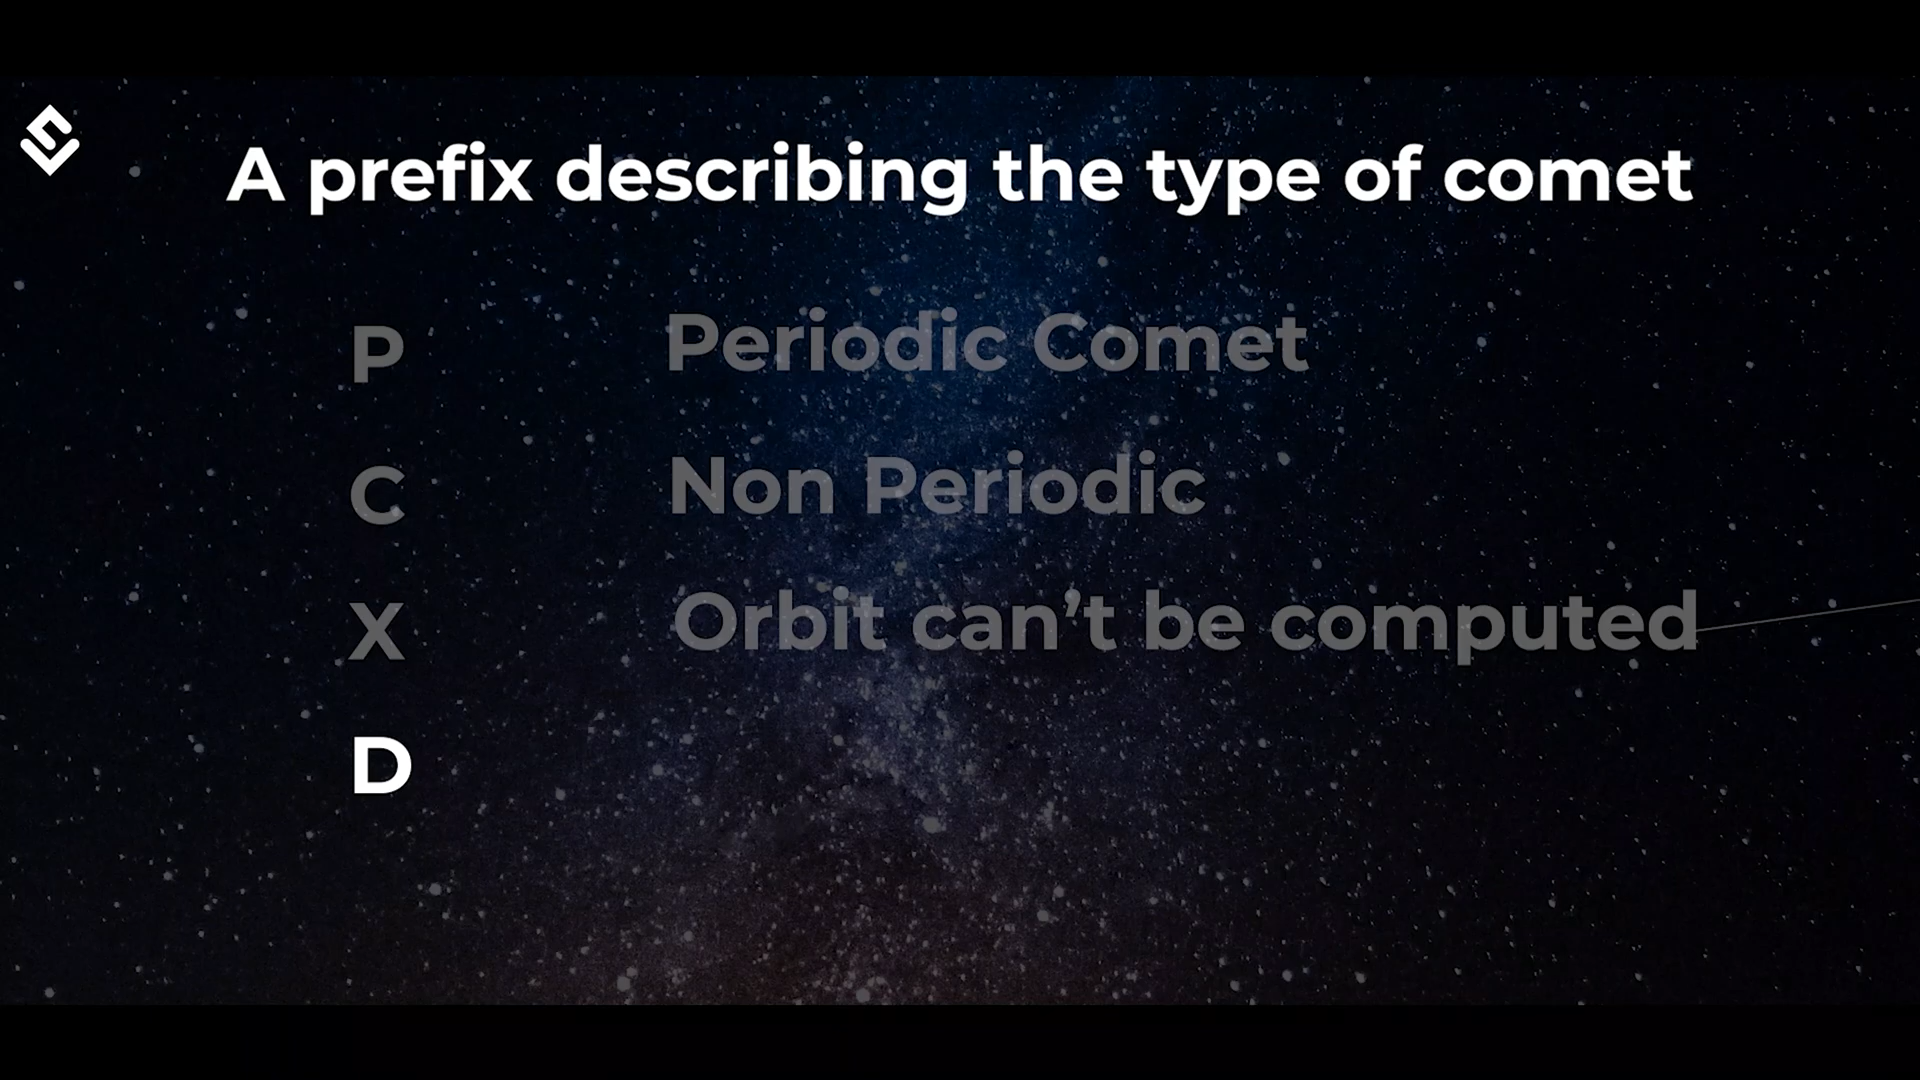 A prefix describing the type of comet
P Periodic Comet
C Non Periodic
X Orbit can't be computed
D